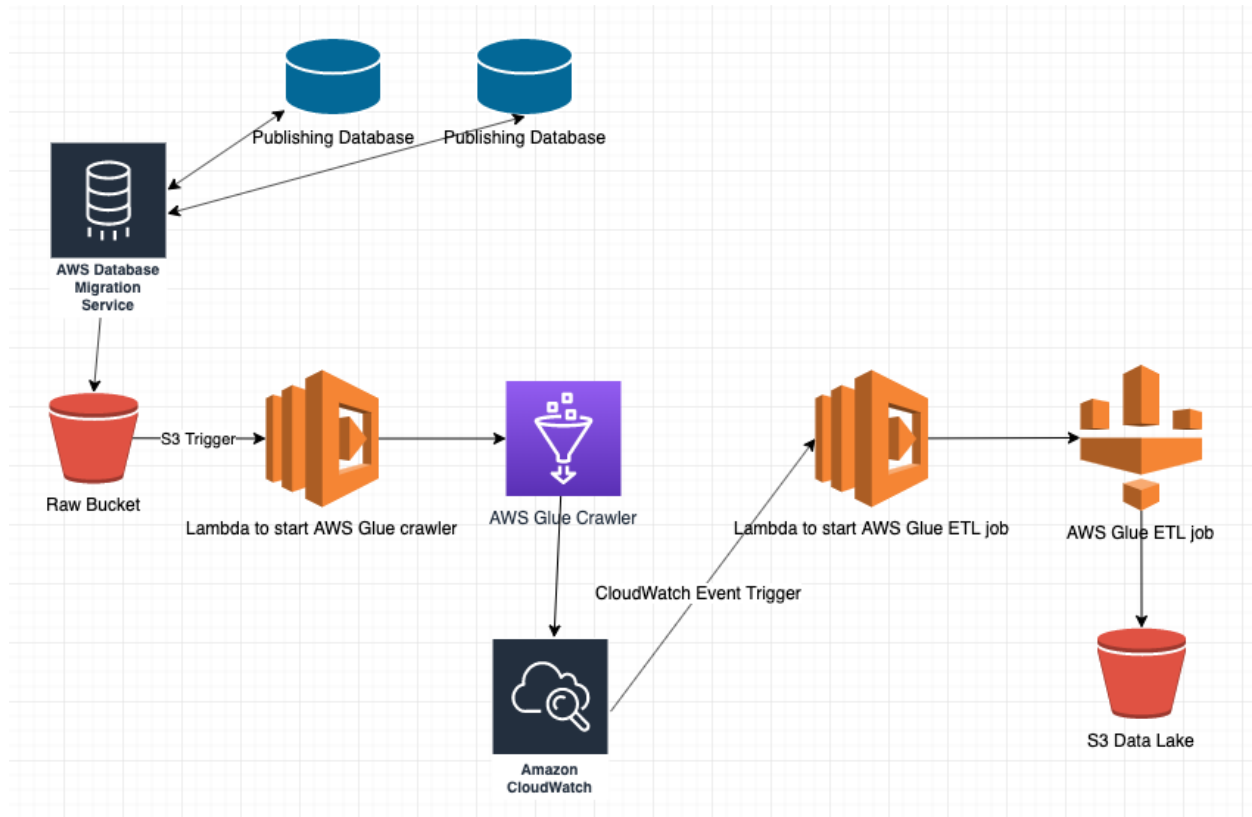 Publishing Database
Publishing Database
AWS Database
Migration
Service
S3 Trigger
Raw Bucket
Lambda to start AWS Glue crawler
AWS Glue Crawler
Lambda to start AWS Glue ETL job
AWS Glue ETL job
CloudWatch Event Trigger
Amazon
CloudWatch
S3 Data Lake